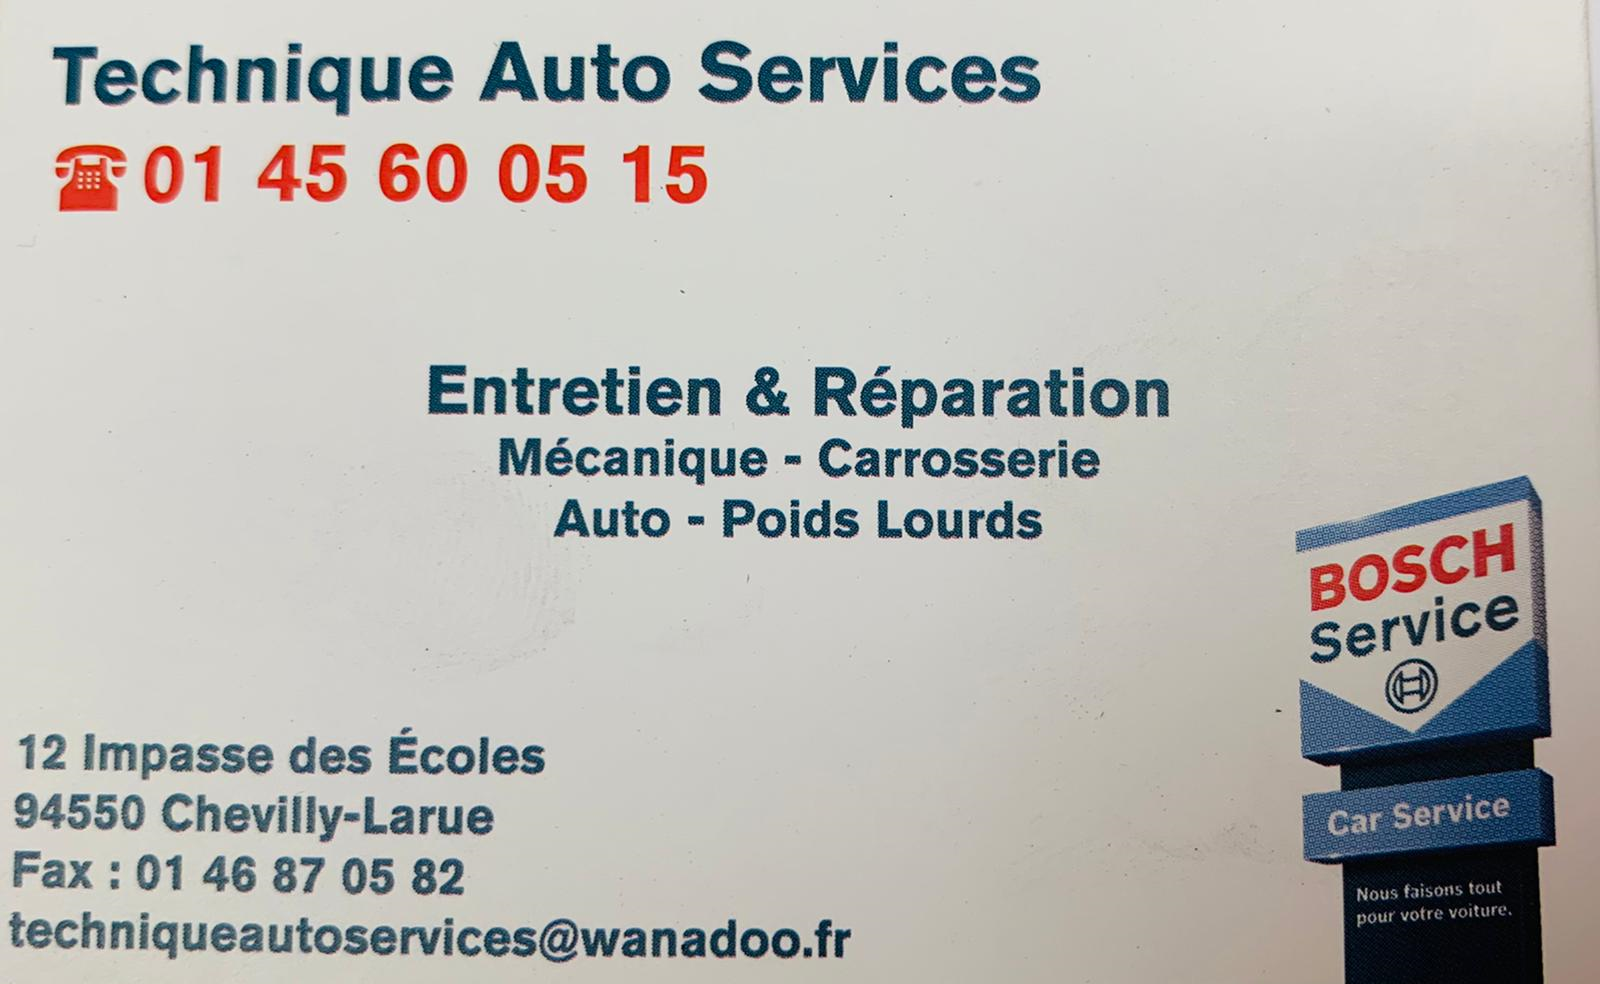 Technique Auto Services
☎ 01 45 60 05 15
Entretien & Réparation
Mécanique - Carrosserie
Auto - Poids Lourds
BOSCH
Service
Car Service
Nous faisons tout
pour votre voiture.
12 Impasse des Écoles
94550 Chevilly-Larue
Fax : 01 46 87 05 82
techniqueautoservices@wanadoo.fr